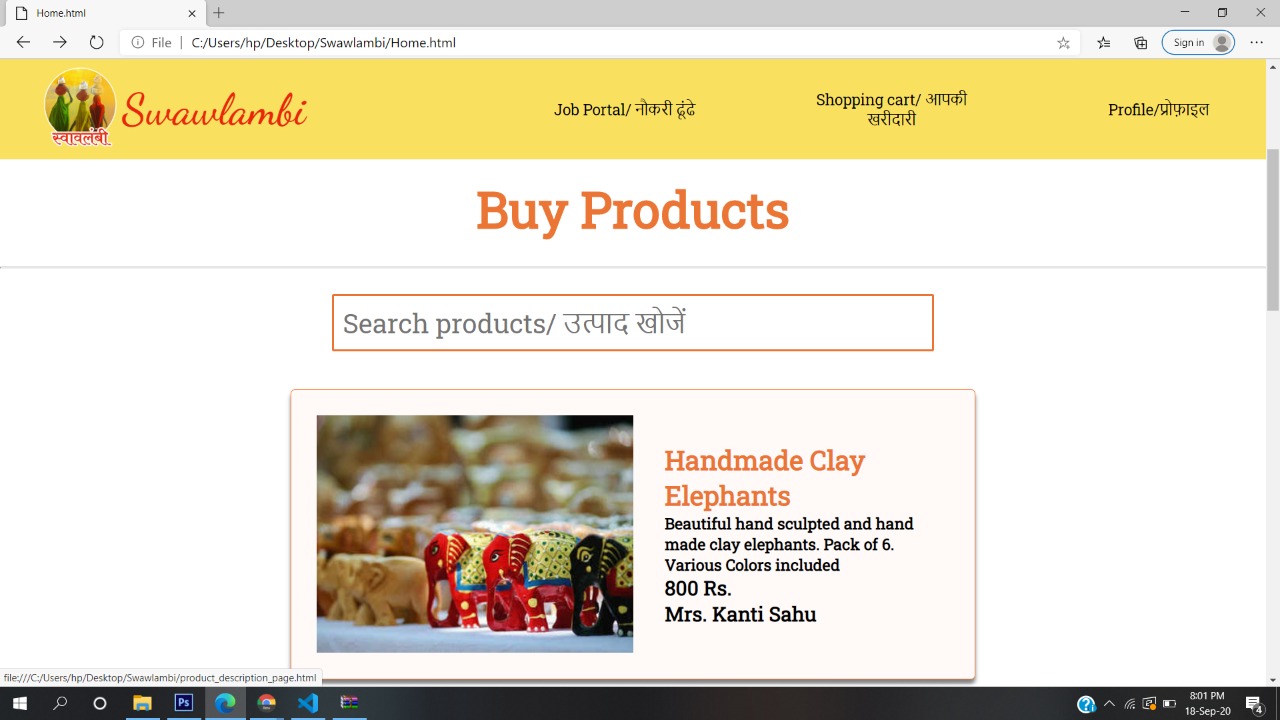 Home.html
File | C:/Users/hp/Desktop/Swawlambi/Home.html
Sign in
स्वावलंबी
Swawlambi
Job Portal/ नौकरी ढूंढे
Shopping cart/ आपकी
खरीदारी
Profile/प्रोफ़ाइल
Buy Products
Search products/ उत्पाद खोजें
Handmade Clay
Elephants
Beautiful hand sculpted and hand
made clay elephants. Pack of 6.
Various Colors included
800 Rs.
Mrs. Kanti Sahu
file:///C:/Users/hp/Desktop/Swawlambi/product_description_page.html
Ps
8:01 PM
18-Sep-20
4